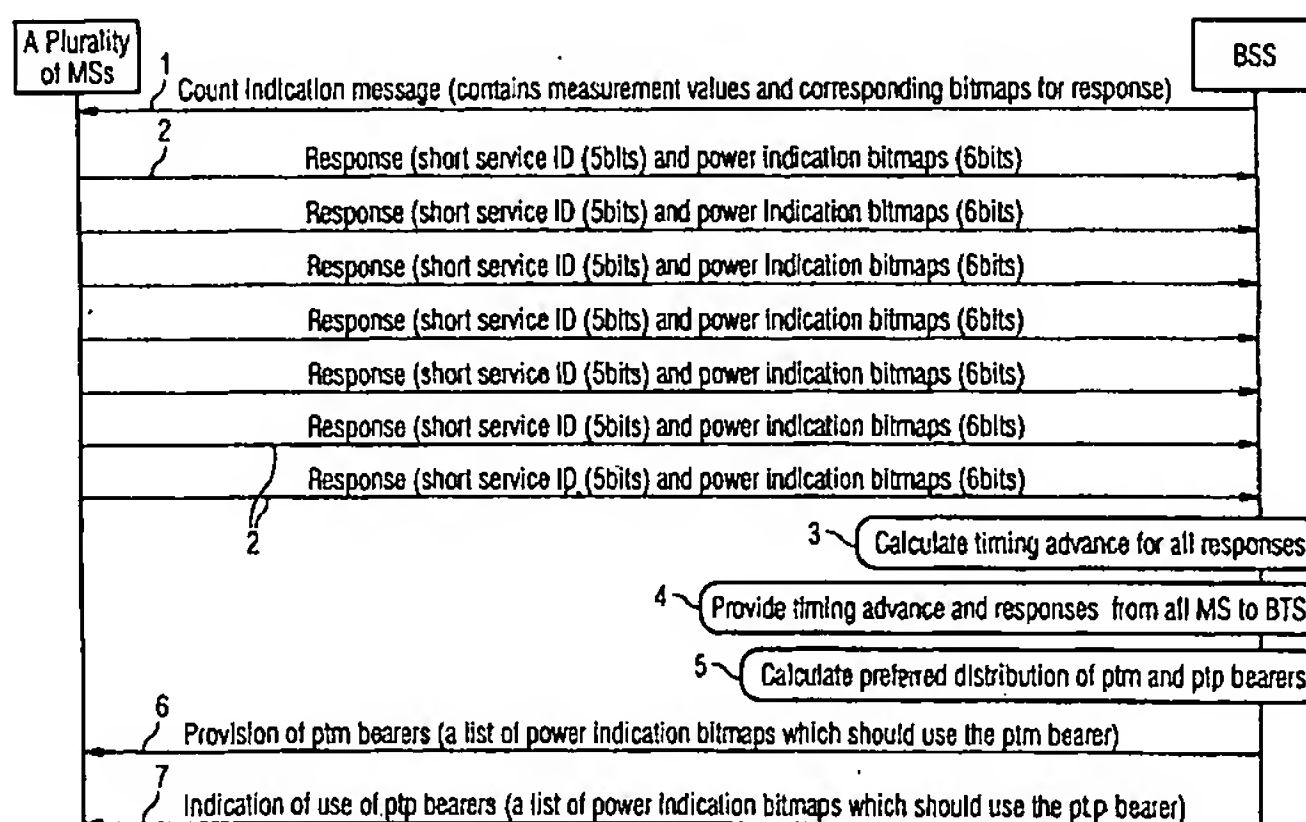 A Plurality
of MSs
BSS
1
Count Indication message (contains measurement values and corresponding bitmaps for response)
2
Response (short service ID (5bits) and power indication bitmaps (6bits)
Response (short service ID (5bits) and power Indication bitmaps (6bits)
Response (short service ID (5bits) and power Indication bitmaps (6bits)
Response (short service ID (5bits) and power indication bitmaps (6bits)
Response (short service ID (5bits) and power indication bitmaps (6bits)
Response (short service ID (5bits) and power indication bitmaps (6bits)
Response (short service ID (5bits) and power indication bitmaps (6bits)
2
3
Calculate timing advance for all responses
4
Provide timing advance and responses from all MS to BTS
5
Calculate preferred distribution of ptm and ptp bearers
6
Provision of ptm bearers (a list of power indication bitmaps which should use the ptm bearer)
7
Indication of use of ptp bearers (a list of power indication bitmaps which should use the ptp bearer)